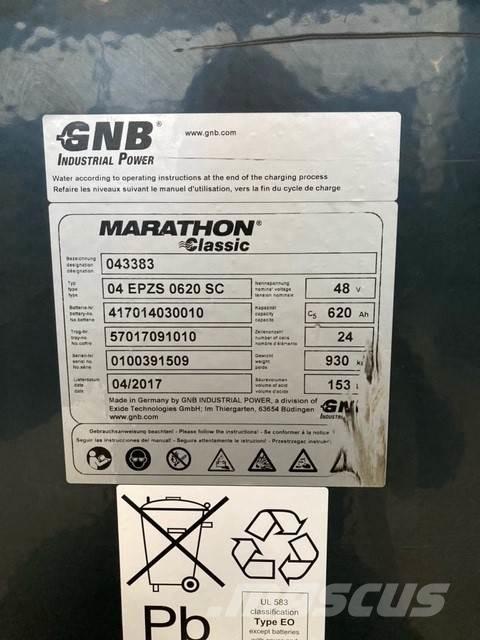 GNB®
INDUSTRIAL POWER
www.gnb.com
Water according to operating instructions at the end of the charging process
Refaire les niveaux suivant le manuel d'utilisation, vers la fin du cycle de charge
MARATHON®
Classic
Bezeichnung
designation
désignation
043383
Typ
type
type
04 EPZS 0620 SC
Nennspannung
nominal voltage
tension nominale
48 V
Batterie-Nr
battery-no.
No.batterie
417014030010
Kapazität
capacity
capacité
C5 620 Ah
Trog-Nr
tray-no.
No.coffre
57017091010
Zellenanzahl
number of cells
nombre d'éléments
24
Serien-Nr
serial-no
No.série
0100391509
Gewicht
weight
poids
930
Lieferdatum
date
date
04/2017
Säurevolumen
volume of acid
volume d'acide
153 l
Made in Germany by GNB INDUSTRIAL POWER, a division of
Exide Technologies GmbH; Im Thiergarten, 63654 Büdingen
www.gnb.com
GNB
INDUSTRIAL
Gebrauchsanweisung beachten! - Please follow the instructions! - Se conformer à la notice
Seguir las instrucciones del manual! - Seguire attentamente le istruzioni! - Przestrzegac instrukcji
Pb
UL 583
classification
Type EO
except batteries